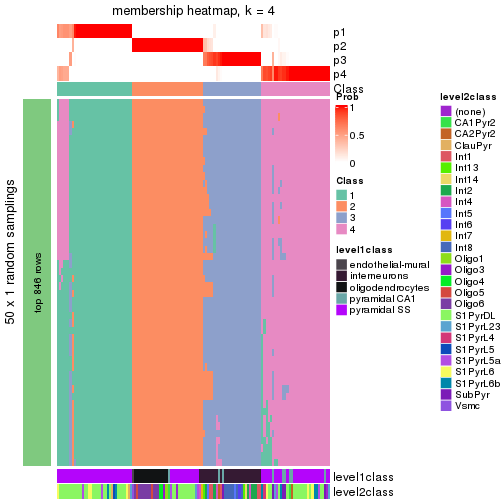 membership heatmap, k = 4
p1
p2
p3
p4
Class
50 x 1 random samplings
top 846 rows
level1class
level2class
Prob
1
0.5
0
Class
1
2
3
4
level1class
endothelial-mural
interneurons
oligodendrocytes
pyramidal CA1
pyramidal SS
level2class
(none)
CA1Pyr2
CA2Pyr2
ClauPyr
Int1
Int13
Int14
Int2
Int4
Int5
Int6
Int7
Int8
Oligo1
Oligo3
Oligo4
Oligo5
Oligo6
S1PyrDL
S1PyrL23
S1PyrL4
S1PyrL5
S1PyrL5a
S1PyrL6
S1PyrL6b
SubPyr
Vsmc